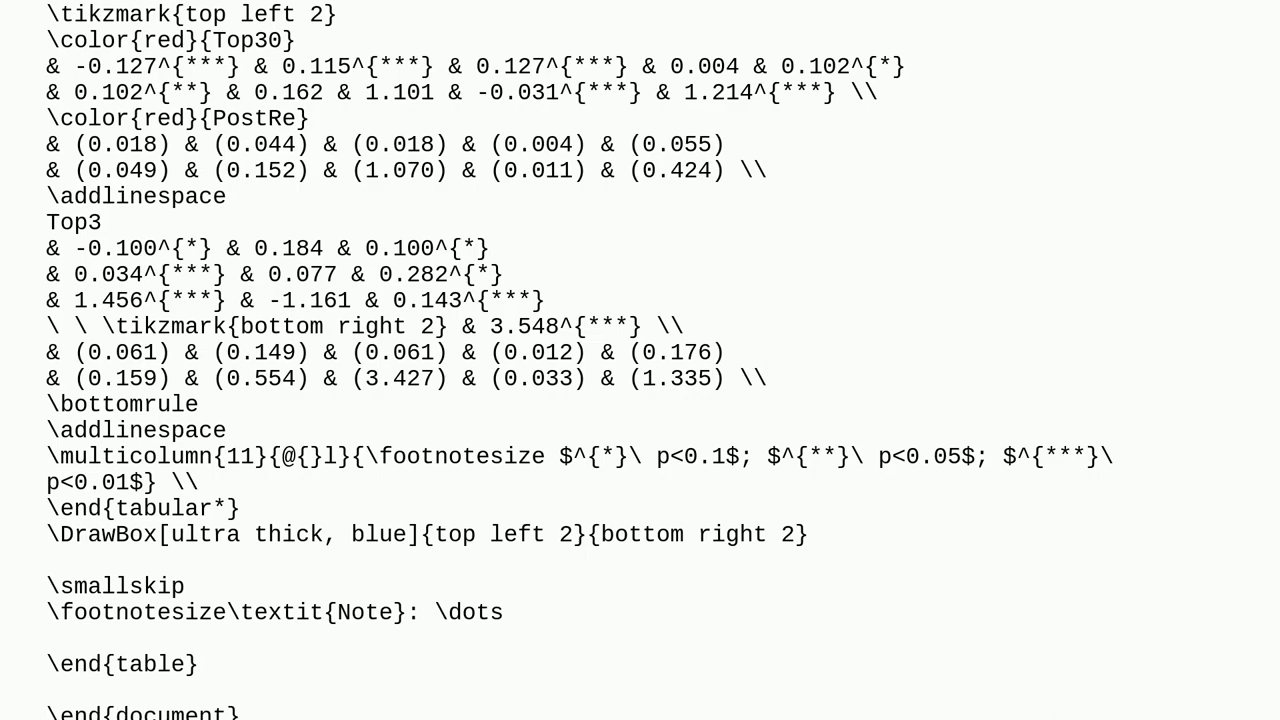 \tikzmark{top left 2}
\color{red}{Top30}
& -0.127^{***} & 0.115^{***} & 0.127^{***} & 0.004 & 0.102^{*}
& 0.102^{**} & 0.162 & 1.101 & -0.031^{***} & 1.214^{***} \\
\color{red}{PostRe}
& (0.018) & (0.044) & (0.018) & (0.004) & (0.055)
& (0.049) & (0.152) & (1.070) & (0.011) & (0.424) \\
\addlinespace
Top3
& -0.100^{*} & 0.184 & 0.100^{*}
& 0.034^{***} & 0.077 & 0.282^{*}
& 1.456^{***} & -1.161 & 0.143^{***}
\ \ \tikzmark{bottom right 2} & 3.548^{***} \\
& (0.061) & (0.149) & (0.061) & (0.012) & (0.176)
& (0.159) & (0.554) & (3.427) & (0.033) & (1.335) \\
\bottomrule
\addlinespace
\multicolumn{11}{@{}l}{\footnotesize $^{*}\ p<0.1$; $^{**}\ p<0.05$; $^{***}\
p<0.01$} \\
\end{tabular*}
\DrawBox[ultra thick, blue]{top left 2}{bottom right 2}
\smallskip
\footnotesize\textit{Note}: \dots
\end{table}
\end{document}